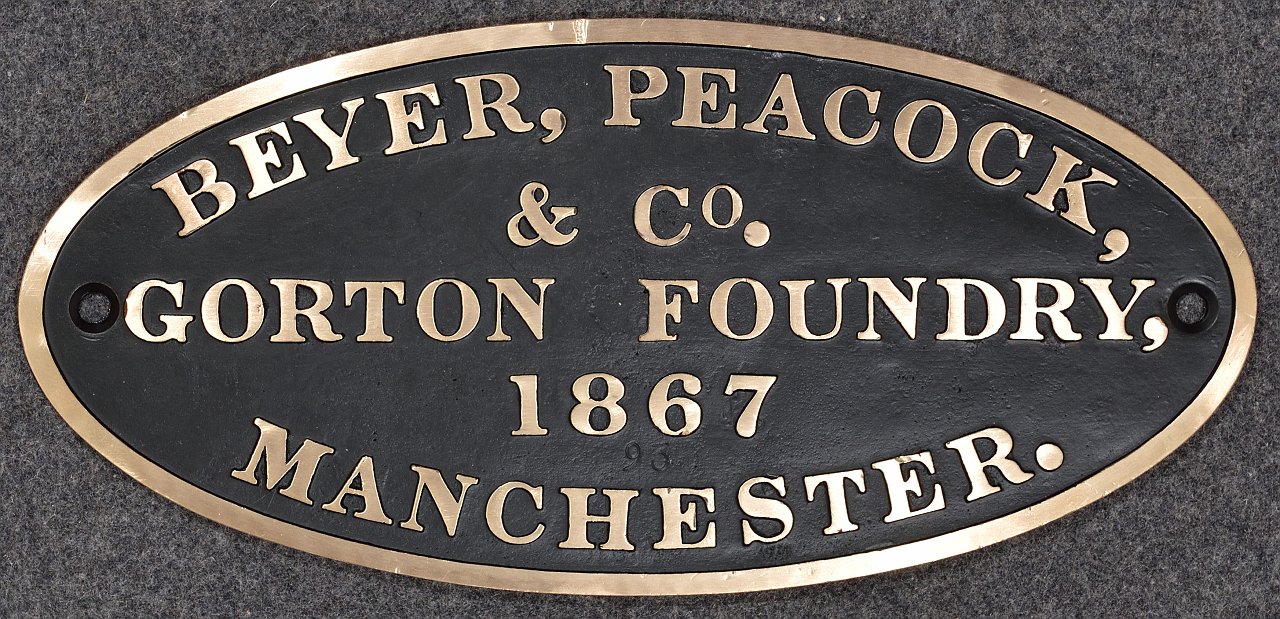 BEYER, PEACOCK,
& Co.
GORTON FOUNDRY,
1867
MANCHESTER.